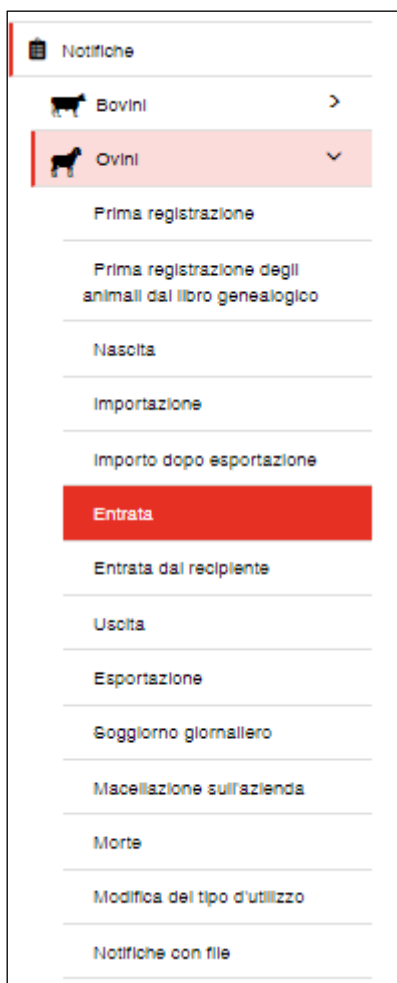 Notifiche
Bovini
Ovini
Prima registrazione
Prima registrazione degli
animali dal libro genealogico
Nascita
Importazione
Importo dopo esportazione
Entrata
Entrata dal recipiente
Uscita
Esportazione
Soggiorno giornaliero
Macellazione sull'azienda
Morte
Modifica del tipo d'utilizzo
Notifiche con file